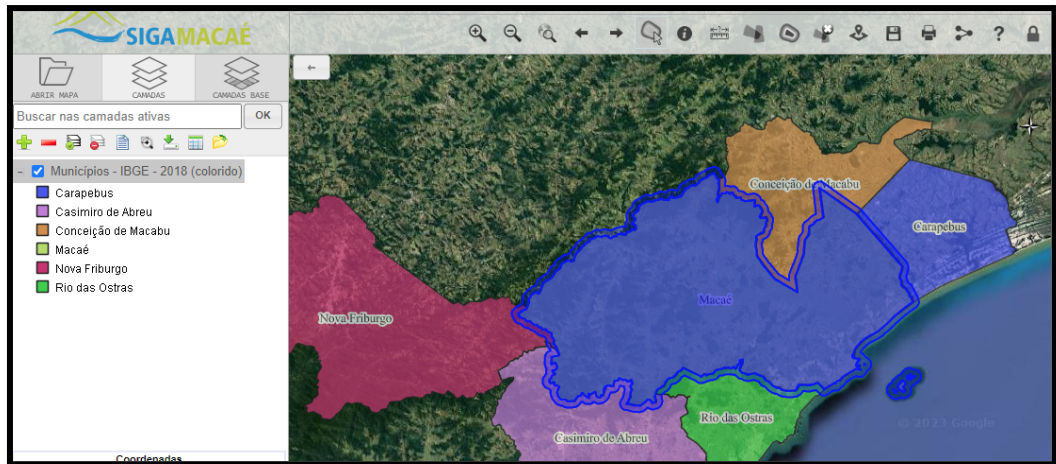 SIGAMACAÉ
?
ABRIR MAPA
CAMADAS
CAMADAS BASE
Buscar nas camadas ativas
OK
Municípios - IBGE - 2018 (colorido)
Carapebus
Casimiro de Abreu
Conceição de Macabu
Macaé
Nova Friburgo
Rio das Ostras
Coordenadas
Conceição de Macabu
Carapebus
Macaé
Nova Friburgo
Rio das Ostras
Casimiro de Abreu
© 2023 Google